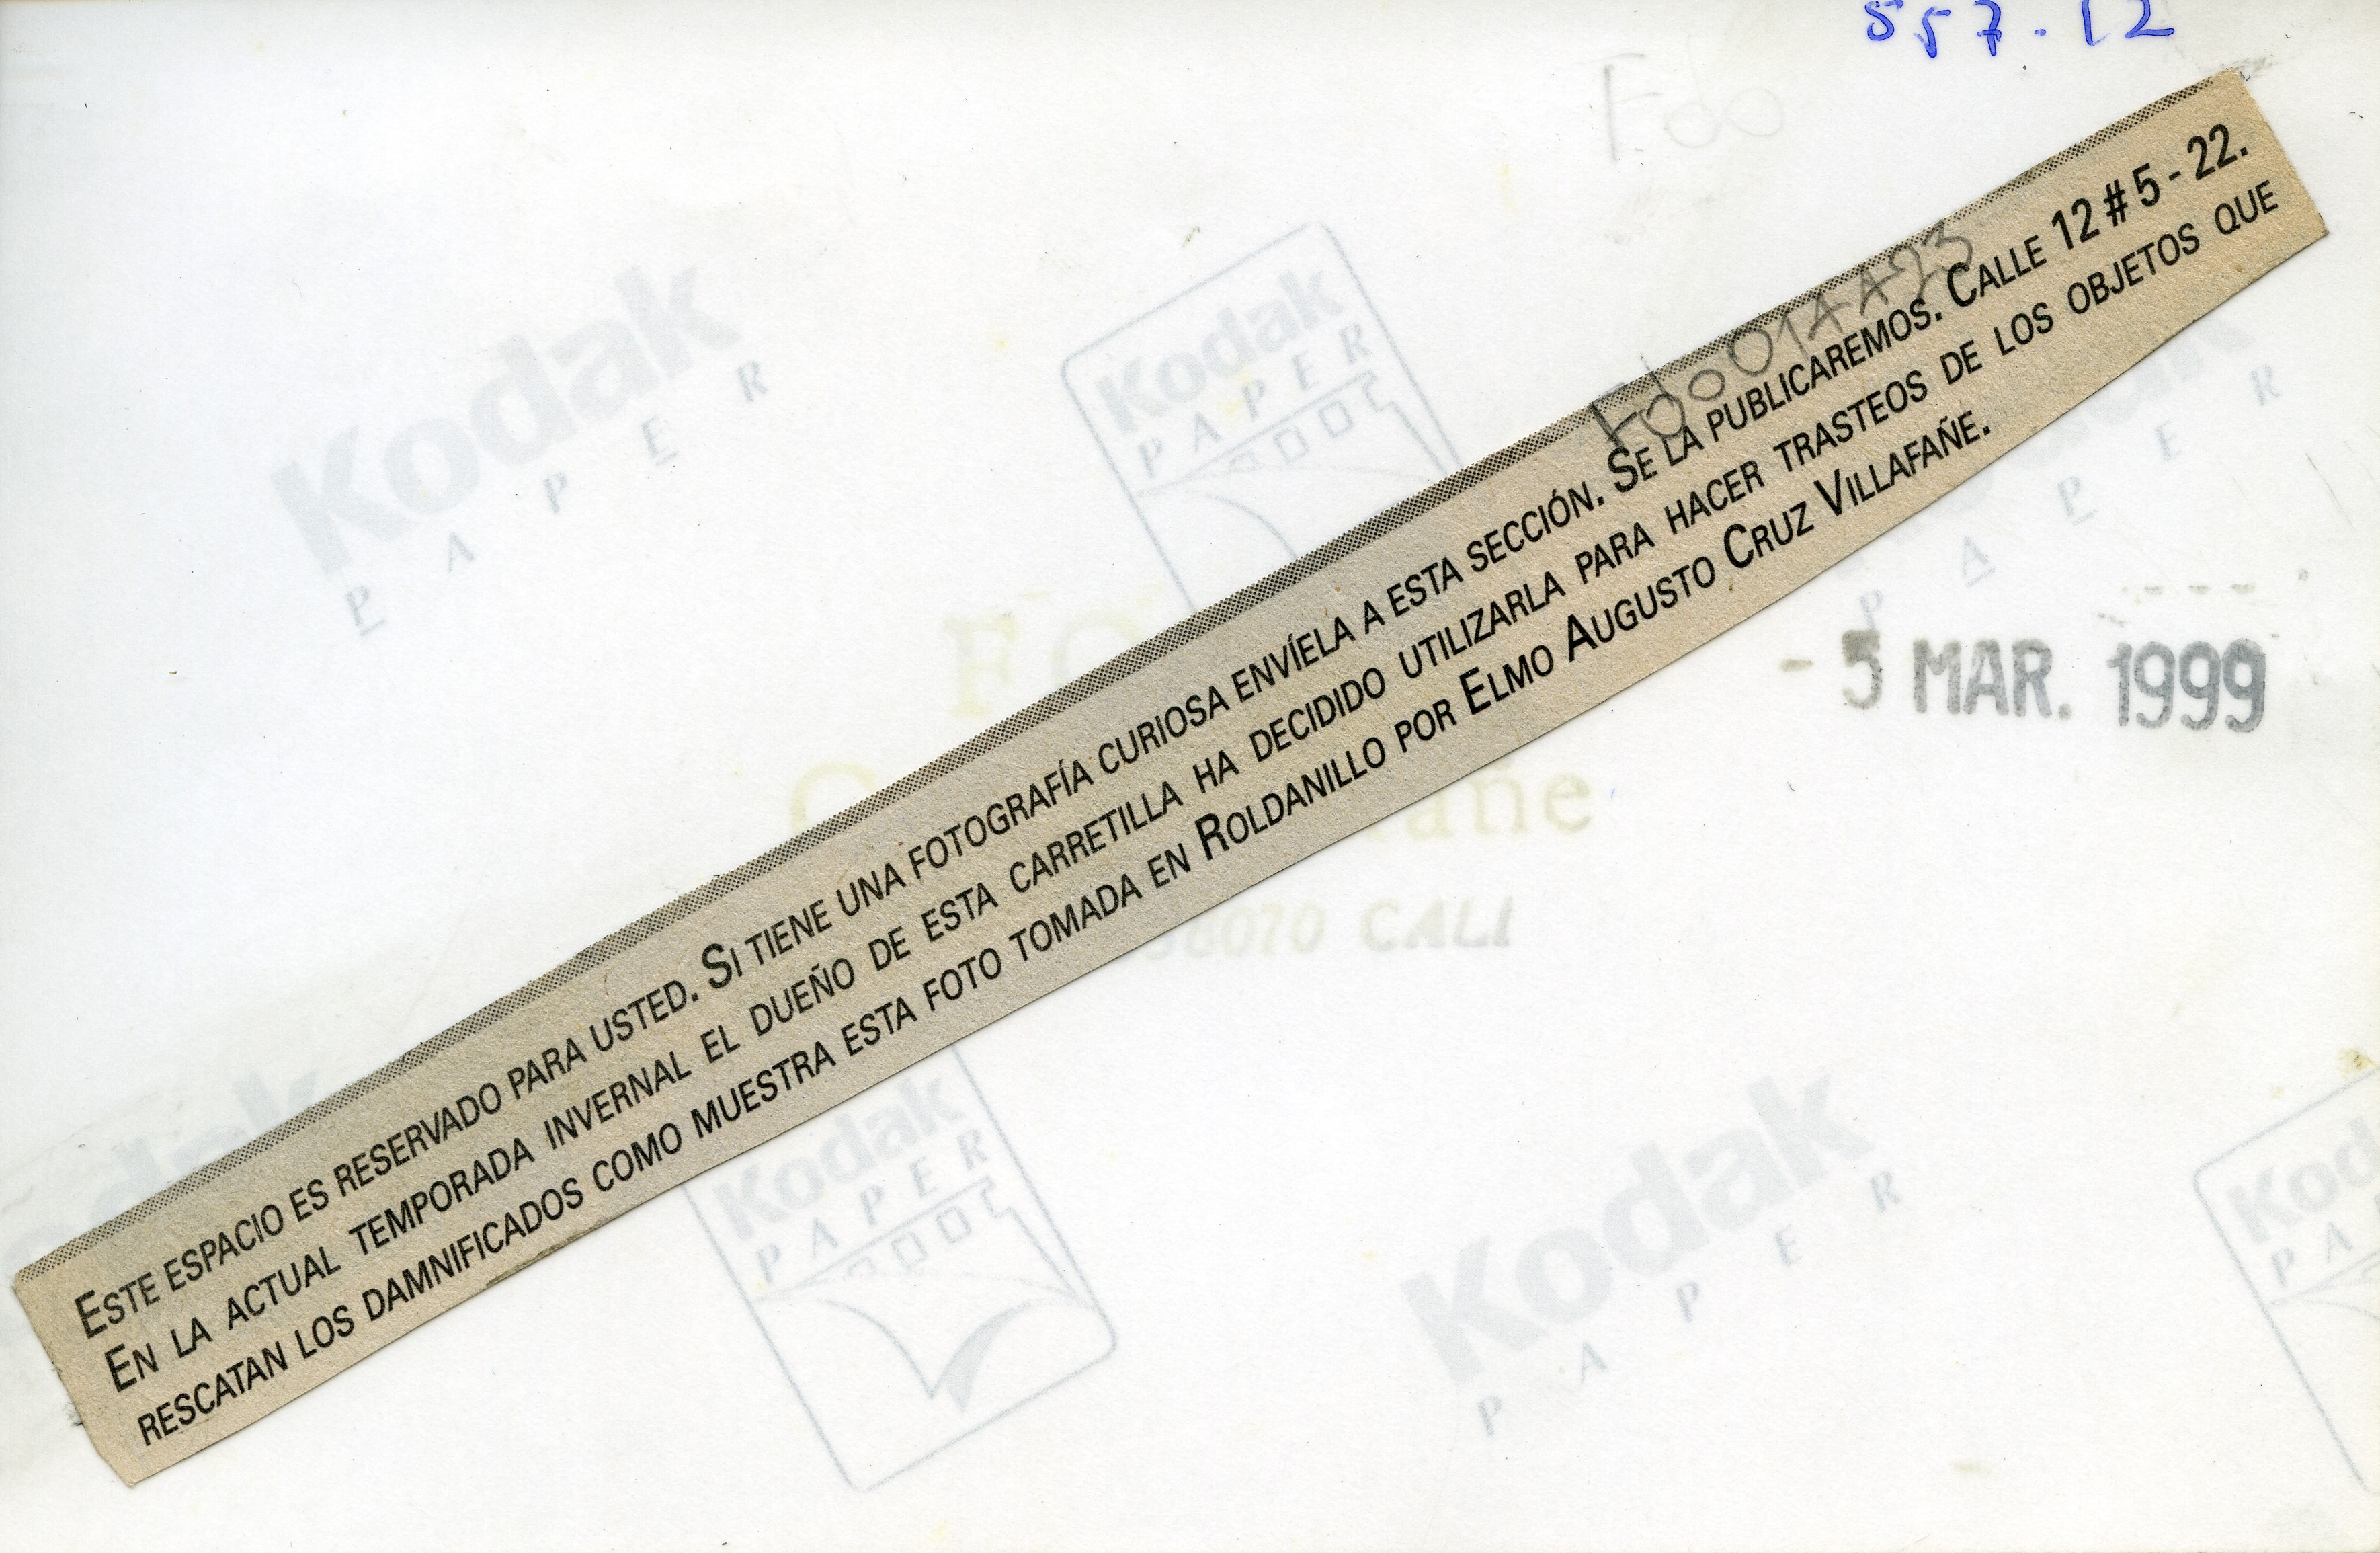 557.12
Fdo
Fdo01AA23
ESTE ESPACIO ES RESERVADO PARA USTED. SI TIENE UNA FOTOGRAFÍA CURIOSA ENVÍELA A ESTA SECCIÓN. SE LA PUBLICAREMOS. CALLE 12 # 5 - 22.
EN LA ACTUAL TEMPORADA INVERNAL EL DUEÑO DE ESTA CARRETILLA HA DECIDIDO UTILIZARLA PARA HACER TRASTEOS DE LOS OBJETOS QUE
RESCATAN LOS DAMNIFICADOS COMO MUESTRA ESTA FOTO TOMADA EN ROLDANILLO POR ELMO AUGUSTO CRUZ VILLAFAÑE.
- 5 MAR. 1999
CALI
Kodak
PAPER
Kodak
PAPER
Kodak
PAPER
Kodak
PAPER